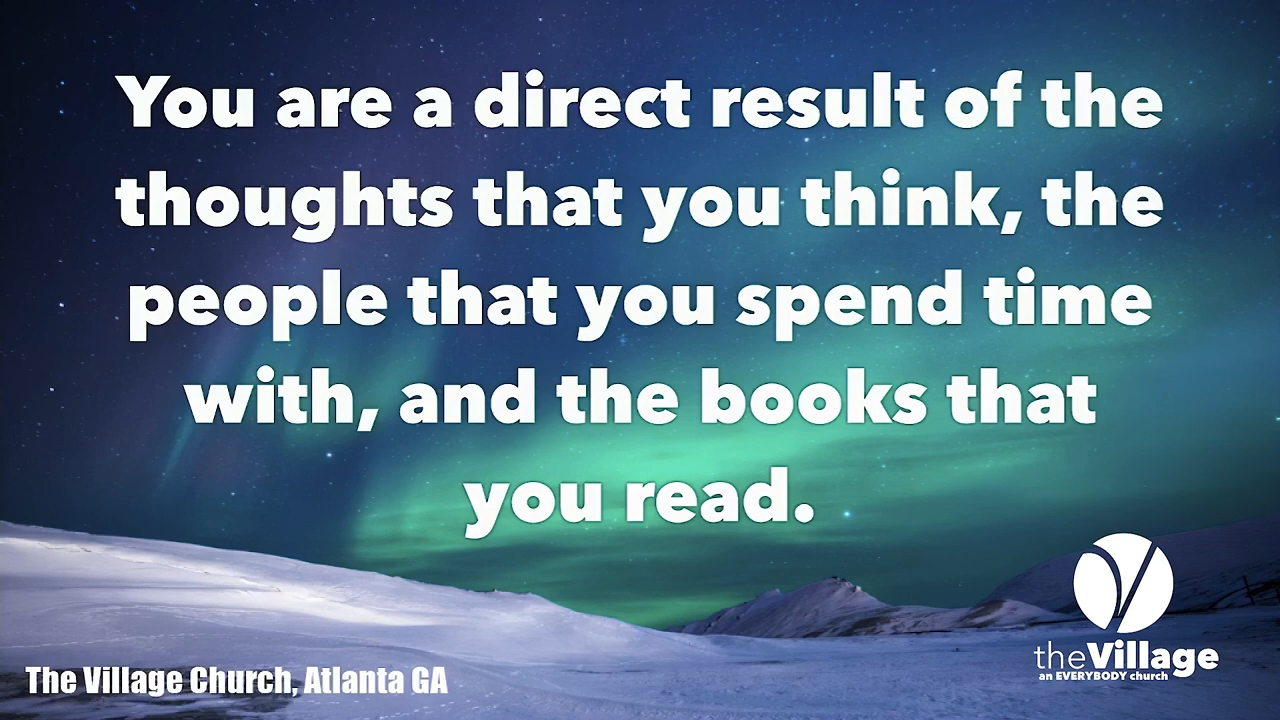 You are a direct result of the
thoughts that you think, the
people that you spend time
with, and the books that
you read.
theVillage
an EVERYBODY church
The Village Church, Atlanta GA